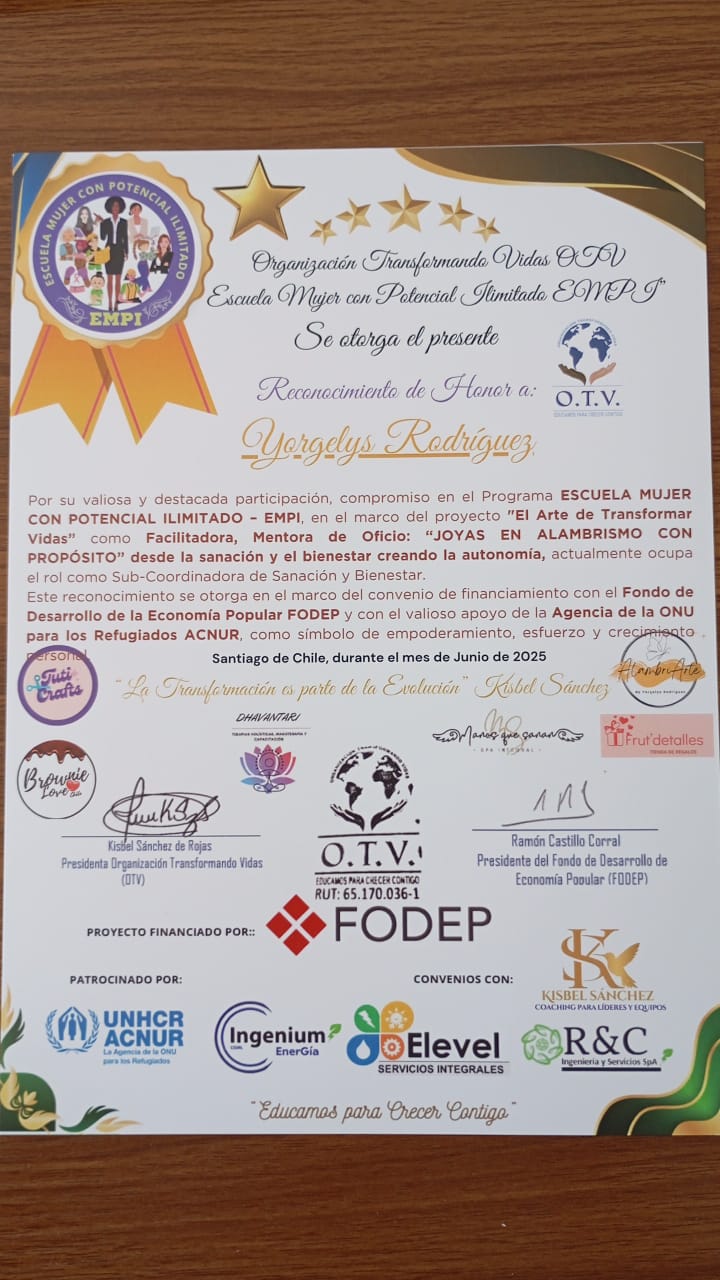 ESCUELA MUJER CON POTENCIAL ILIMITADO
EMPI
Organización Transformando Vidas OTV
Escuela Mujer con Potencial Ilimitado EMPI"
Se otorga el presente
Reconocimiento de Honor a:
O.T.V.
EDUCAMOS PARA CRECER CONTIGO
Yorgelys Rodríguez
Por su valiosa y destacada participación, compromiso en el Programa ESCUELA MUJER
CON POTENCIAL ILIMITADO – EMPI, en el marco del proyecto "El Arte de Transformar
Vidas" como Facilitadora, Mentora de Oficio: "JOYAS EN ALAMBRISMO CON
PROPÓSITO" desde la sanación y el bienestar creando la autonomía, actualmente ocupa
el rol como Sub-Coordinadora de Sanación y Bienestar.
Este reconocimiento se otorga en el marco del convenio de financiamiento con el Fondo de
Desarrollo de la Economía Popular FODEP y con el valioso apoyo de la Agencia de la ONU
para los Refugiados ACNUR, como símbolo de empoderamiento, esfuerzo y crecimiento
personal.
Santiago de Chile, durante el mes de Junio de 2025
"La Transformación es parte de la Evolución" Kisbel Sánchez
Tuti
Crafts
AlambriArte
By Yorgelys Rodríguez
DHAVANTARI
TERAPIAS HOLÍSTICAS, MASOTERAPIA Y
CAPACITACIÓN
Manos que sanan
- SPA INTEGRAL -
Frut'detalles
TIENDA DE REGALOS
Brownie
Love
Kisbel Sánchez de Rojas
Presidenta Organización Transformando Vidas
(OTV)
O.T.V.
EDUCAMOS PARA CRECER CONTIGO
RUT: 65.170.036-1
Ramón Castillo Corral
Presidente del Fondo de Desarrollo de
Economía Popular (FODEP)
PROYECTO FINANCIADO POR::
FODEP
PATROCINADO POR:
CONVENIOS CON:
KS
KISBEL SÁNCHEZ
COACHING PARA LÍDERES Y EQUIPOS
UNHCR
ACNUR
La Agencia de la ONU
para los Refugiados
Ingenium
EnerGía
Elevel
SERVICIOS INTEGRALES
R&C
Ingeniería y Servicios SpA
"Educamos para Crecer Contigo"